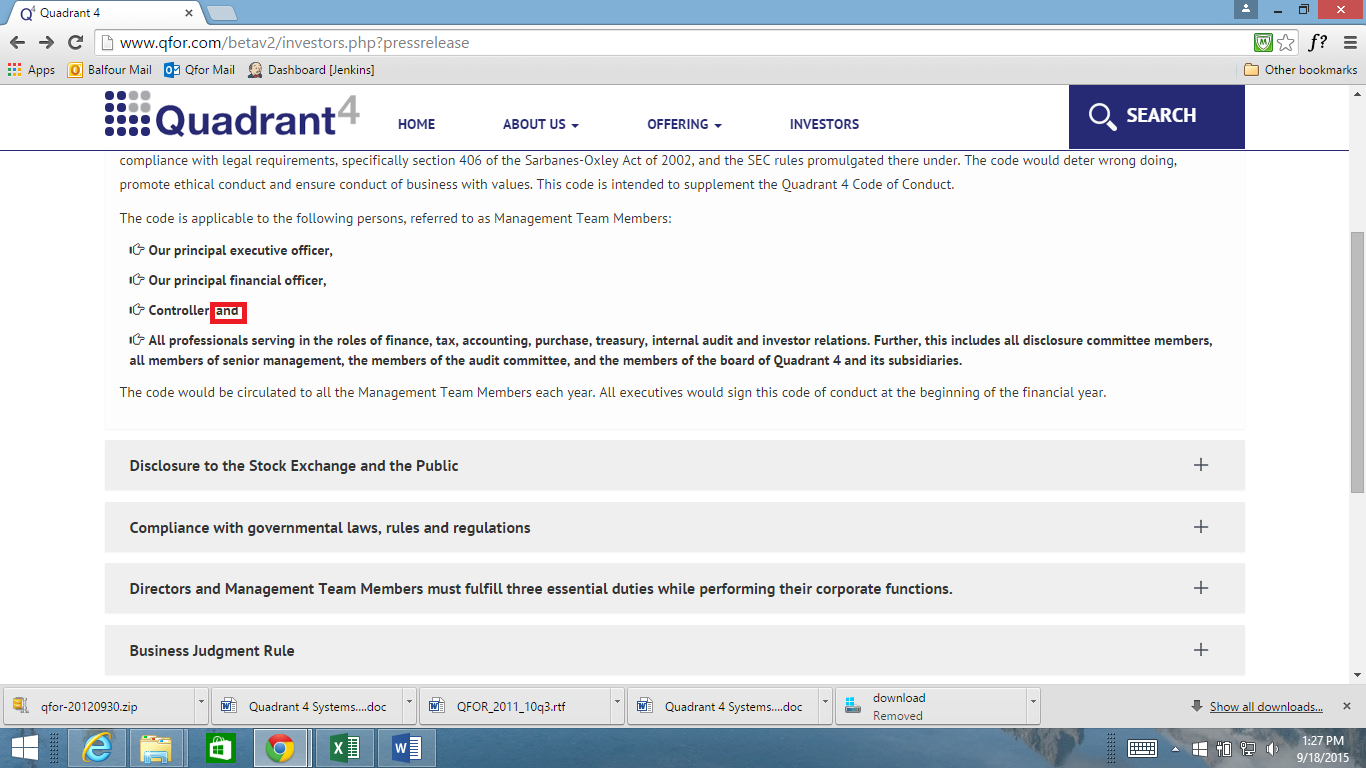 Q4 Quadrant 4
www.qfor.com/betav2/investors.php?pressrelease
f?
Apps Balfour Mail Qfor Mail Dashboard [Jenkins] Other bookmarks
Quadrant4 HOME ABOUT US OFFERING INVESTORS SEARCH
compliance with legal requirements, specifically section 406 of the Sarbanes-Oxley Act of 2002, and the SEC rules promulgated there under. The code would deter wrong doing,
promote ethical conduct and ensure conduct of business with values. This code is intended to supplement the Quadrant 4 Code of Conduct.
The code is applicable to the following persons, referred to as Management Team Members:
Our principal executive officer,
Our principal financial officer,
Controller and
All professionals serving in the roles of finance, tax, accounting, purchase, treasury, internal audit and investor relations. Further, this includes all disclosure committee members,
all members of senior management, the members of the audit committee, and the members of the board of Quadrant 4 and its subsidiaries.
The code would be circulated to all the Management Team Members each year. All executives would sign this code of conduct at the beginning of the financial year.
Disclosure to the Stock Exchange and the Public
Compliance with governmental laws, rules and regulations
Directors and Management Team Members must fulfill three essential duties while performing their corporate functions.
Business Judgment Rule
qfor-20120930.zip Quadrant 4 Systems....doc QFOR_2011_10q3.rtf Quadrant 4 Systems....doc download Show all downloads...
Removed
1:27 PM
9/18/2015